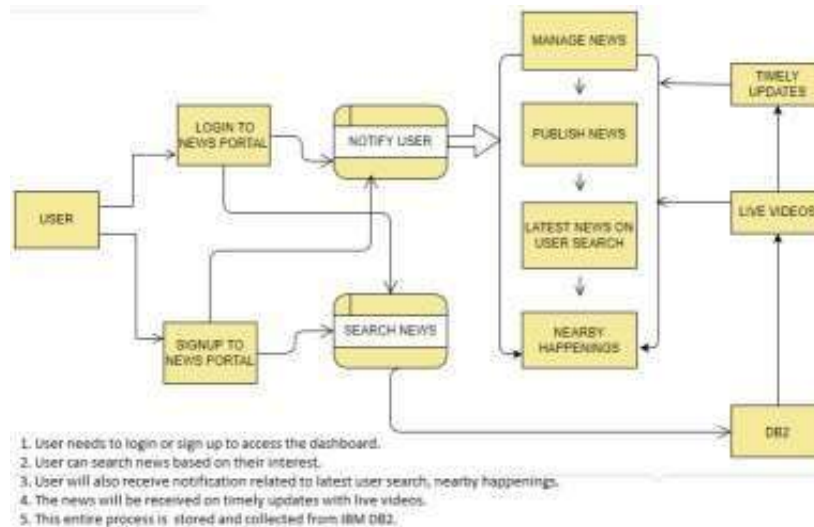 MANAGE NEWS
TIMELY
UPDATES
LOGIN TO
NEWS PORTAL
NOTIFY USER
PUBLISH NEWS
USER
LIVE VIDEOS
LATEST NEWS ON
USER SEARCH
SIGNUP TO
NEWS PORTAL
SEARCH NEWS
NEARBY
HAPPENINGS
DB2
1. User needs to login or sign up to access the dashboard.
2. User can search news based on their interest.
3. User will also receive notification related to latest user search, nearby happenings.
4. The news will be received on timely updates with live videos.
5. This entire process is stored and collected from IBM DB2.